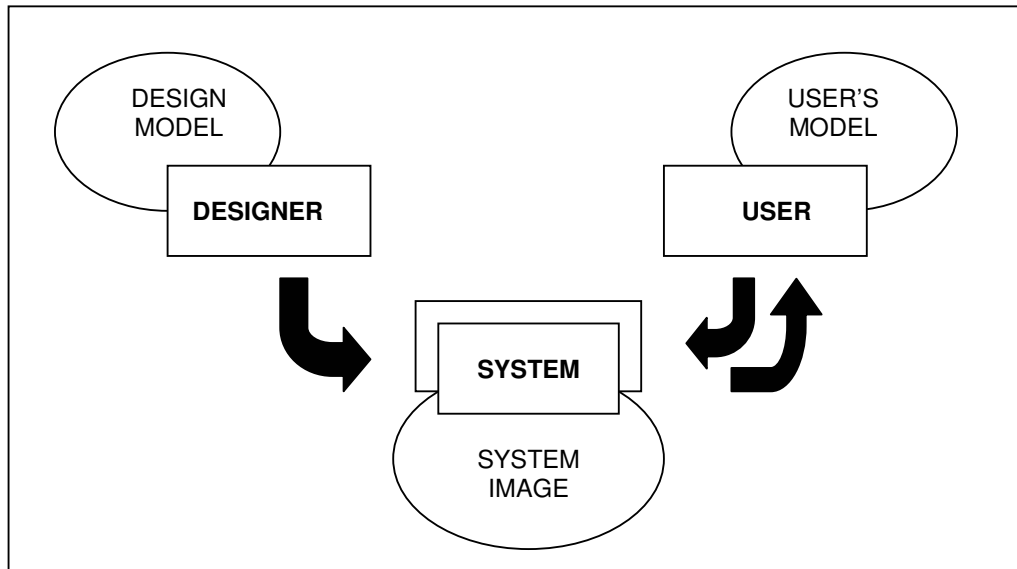 DESIGN
MODEL
DESIGNER
USER'S
MODEL
USER
SYSTEM
SYSTEM
IMAGE